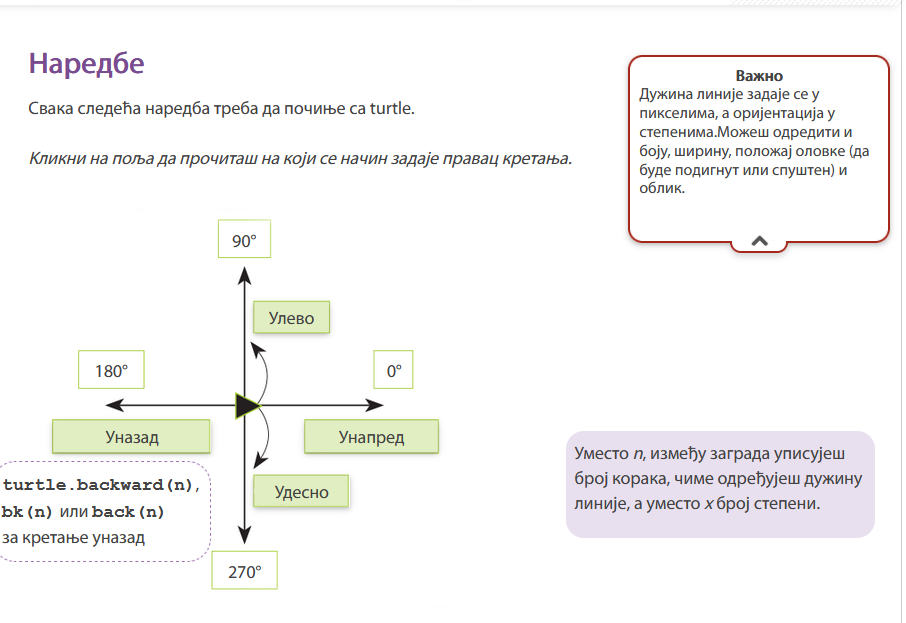 Наредбе
Свака следећа наредба треба да почиње са turtle.
Кликни на поља да прочиташ на који се начин задаје правац кретања.
Важно
Дужина линије задаје се у
пикселима, а оријентација у
степенима.Можеш одредити и
боју, ширину, положај оловке (да
буде подигнут или спуштен) и
облик.
90°
Улево
180°
0°
Уназад
Унапред
turtle.backward(n),
bk(n) или back(n)
за кретање уназад
Удесно
270°
Уместо n, између заграда уписујеш
број корака, чиме одређујеш дужину
линије, а уместо x број степени.